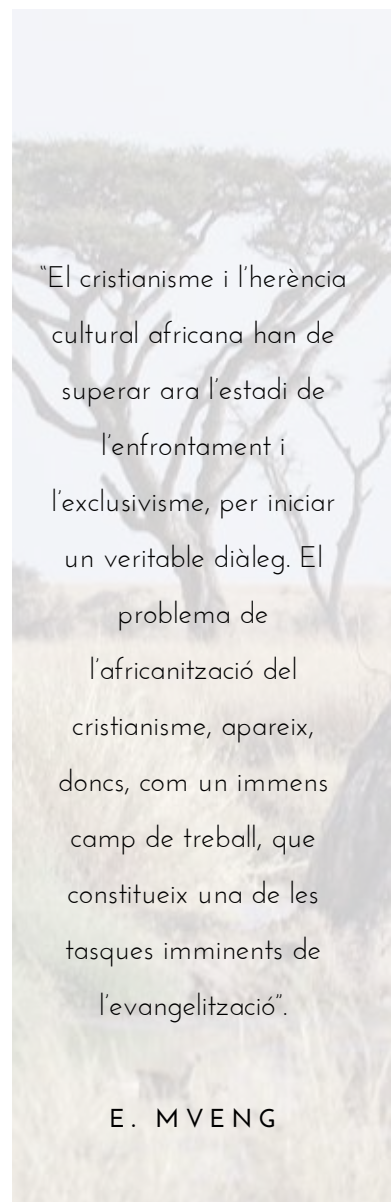 “El cristianisme i l’herència
cultural africana han de
superar ara l’estadi de
l’enfrontament i
l’exclusivisme, per iniciar
un veritable diàleg. El
problema de
l’africanització del
cristianisme, apareix,
doncs, com un immens
camp de treball, que
constitueix una de les
tasques imminents de
l’evangelització”.
E. MVENG